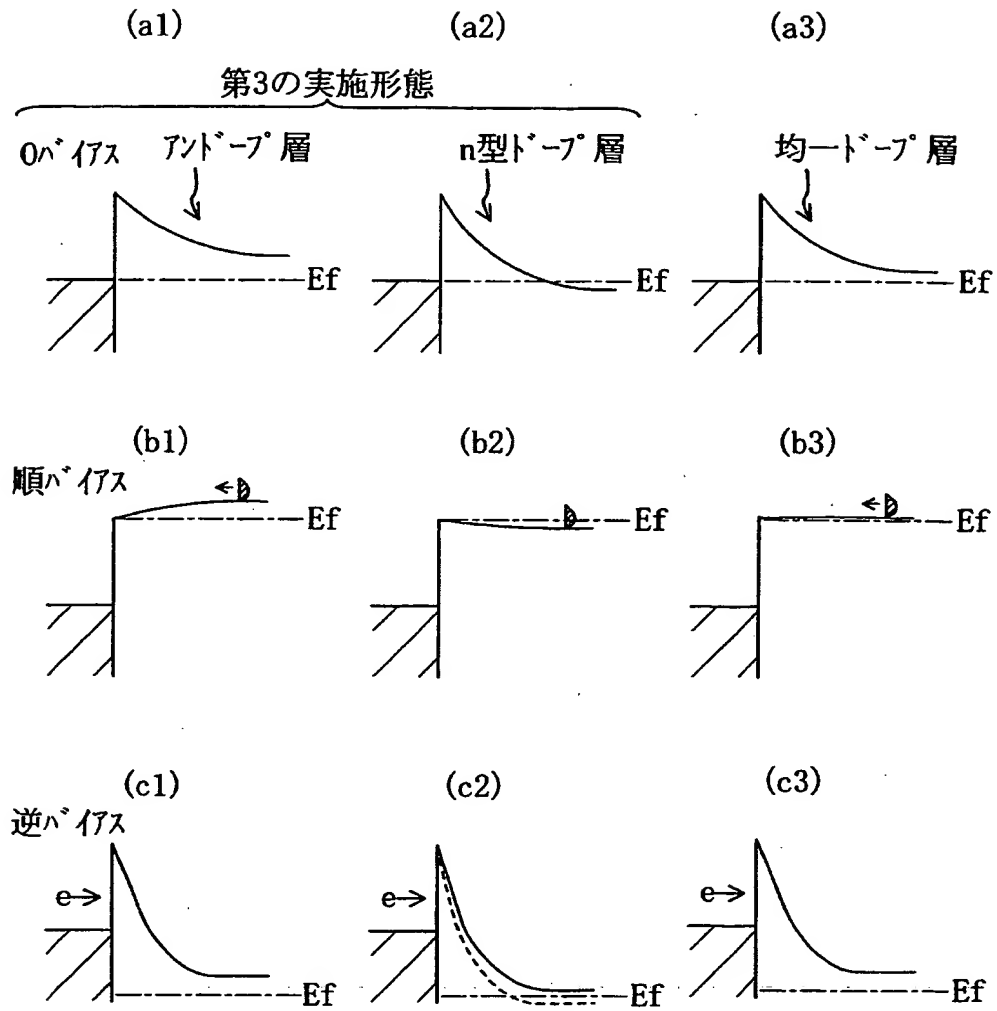 (a1) (a2) (a3)
第3の実施形態
0バイアス アンドープ層 n型ドープ層 均一ドープ層
Ef Ef Ef
(b1) (b2) (b3)
順バイアス
Ef Ef Ef
(c1) (c2) (c3)
逆バイアス
e→ e→ e→
Ef Ef Ef